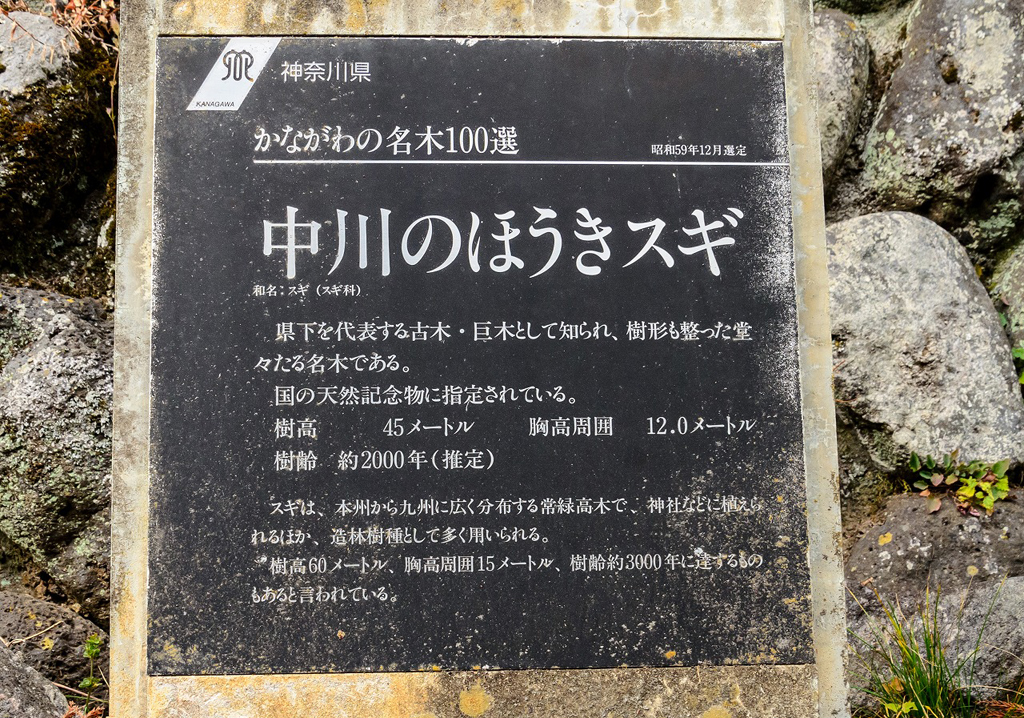 神奈川県
KANAGAWA
かながわの名木100選
昭和59年12月選定
中川のほうきスギ
和名:スギ(スギ科)
県下を代表する古木・巨木として知られ、樹形も整った堂
々たる名木である。
国の天然記念物に指定されている。
樹高 45メートル 胸高周囲 12.0メートル
樹齢 約2000年(推定)
スギは、本州から九州に広く分布する常緑高木で、神社などに植えら
れるほか、造林樹種として多く用いられる。
樹高60メートル、胸高周囲15メートル、樹齢約3000年に達するもの
もあると言われている。